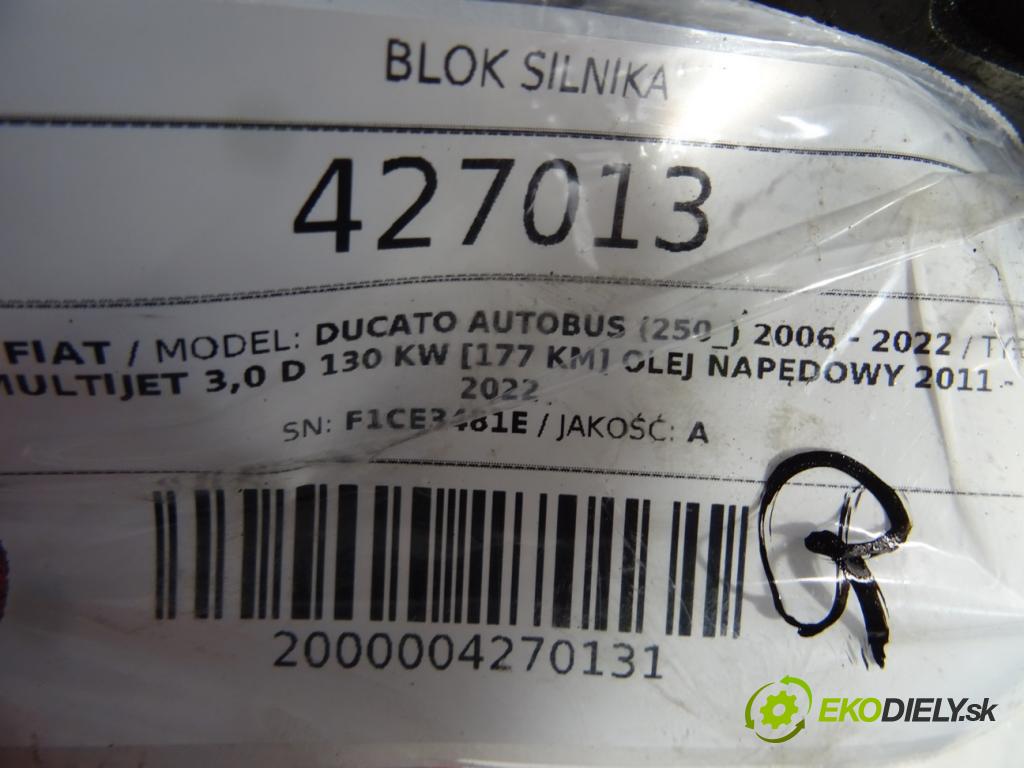 BLOK SILNIKA
427013
FIAT / MODEL: DUCATO AUTOBUS (250_) 2006 - 2022 /
MULTIJET 3,0 D 130 KW [177 KM] OLEJ NAPĘDOWY 2011 -
2022
SN: F1CE3481E / JAKOŚĆ: A
2000004270131
EKODIELY.sk